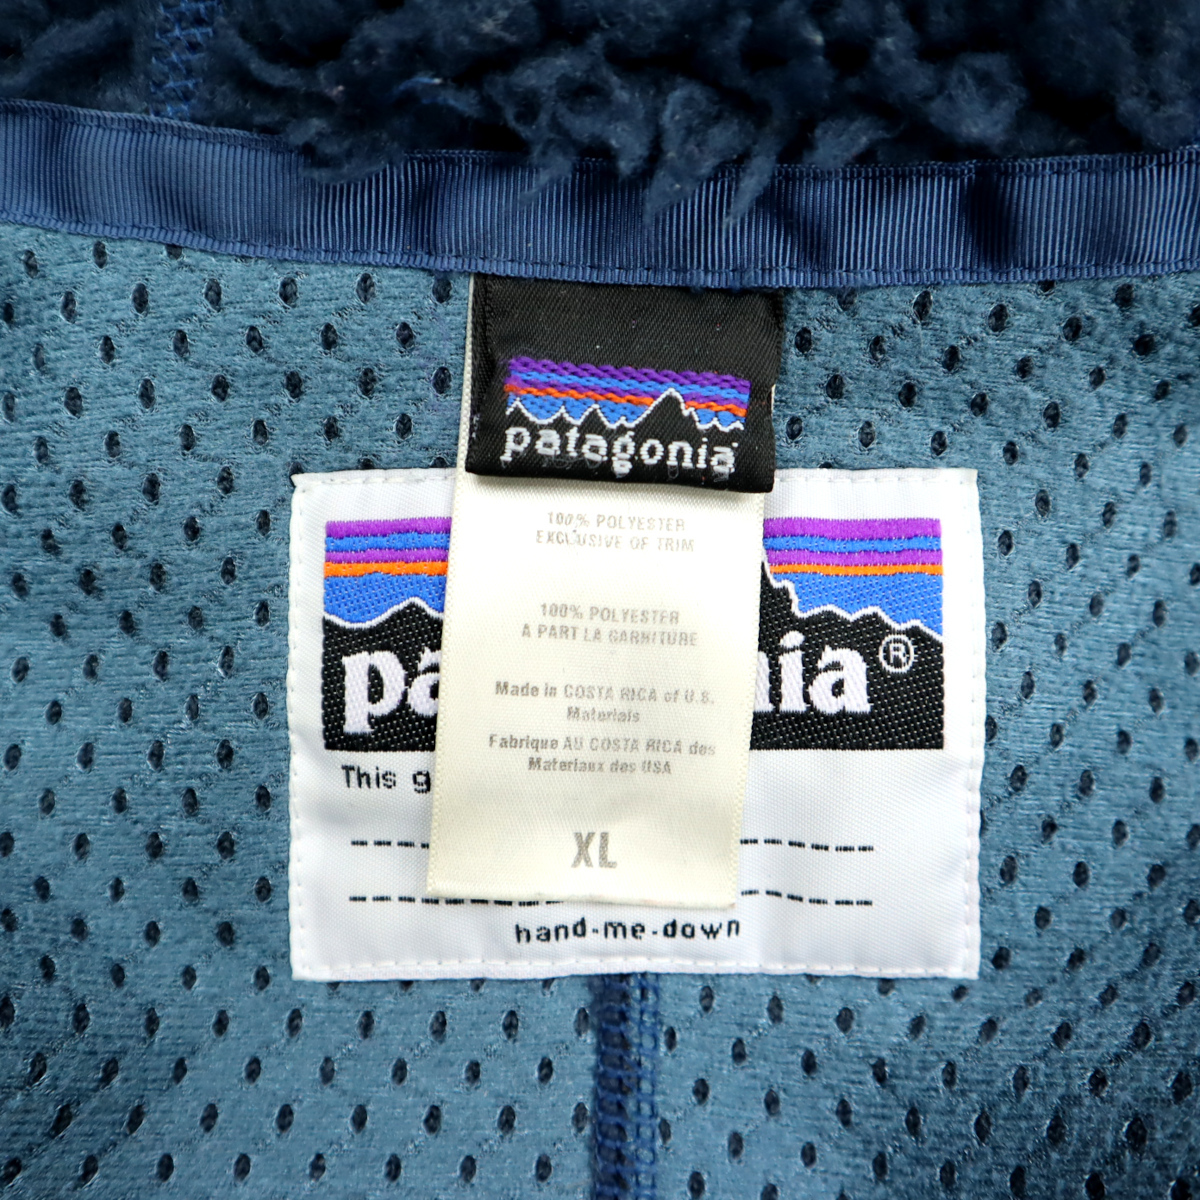 patagonia
100% POLYESTER
EXCLUSIVE OF TRIM
100% POLYESTER
A PART LA GARNITURE
Made in COSTA RICA of U.S.
Materials
Fabrique AU COSTA RICA des
Materiaux des USA
XL
pa nia®
This g
hand-me-down